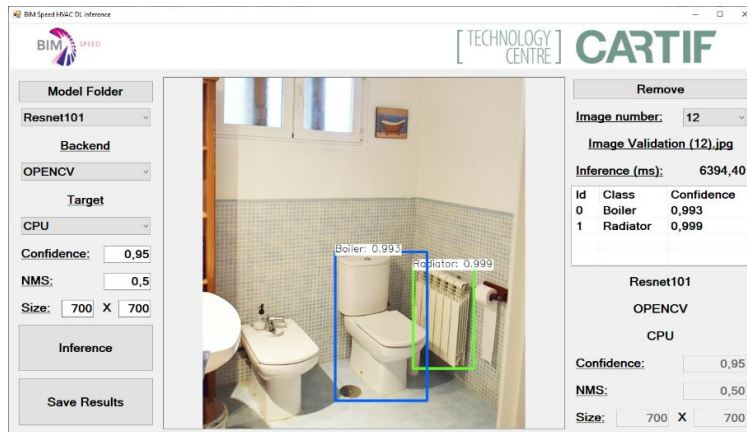 BIM Speed HVAC DL inference
BIM SPEED
[ TECHNOLOGY CENTRE ] CARTIF
Model Folder
Resnet101
Backend
OPENCV
Target
CPU
Confidence: 0,95
NMS: 0,5
Size: 700 X 700
Inference
Save Results
Boiler: 0.993
Radiator: 0.999
Remove
Image number: 12
Image Validation (12).jpg
Inference (ms): 6394,40
Id Class Confidence
0 Boiler 0,993
1 Radiator 0,999
Resnet101
OPENCV
CPU
Confidence: 0,95
NMS: 0,50
Size: 700 X 700